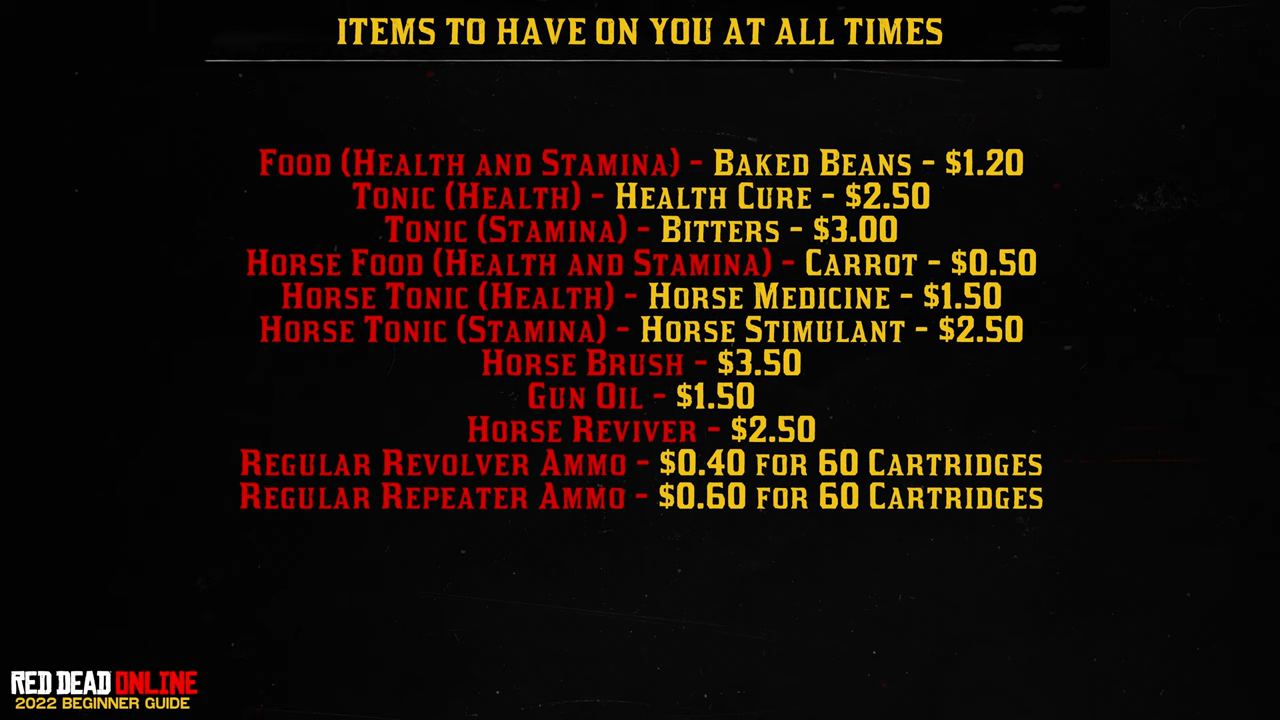 ITEMS TO HAVE ON YOU AT ALL TIMES
FOOD (HEALTH AND STAMINA) - BAKED BEANS - $1.20
TONIC (HEALTH) - HEALTH CURE - $2.50
TONIC (STAMINA) - BITTERS - $3.00
HORSE FOOD (HEALTH AND STAMINA) - CARROT - $0.50
HORSE TONIC (HEALTH) - HORSE MEDICINE - $1.50
HORSE TONIC (STAMINA) - HORSE STIMULANT - $2.50
HORSE BRUSH - $3.50
GUN OIL - $1.50
HORSE REVIVER - $2.50
REGULAR REVOLVER AMMO - $0.40 FOR 60 CARTRIDGES
REGULAR REPEATER AMMO - $0.60 FOR 60 CARTRIDGES
RED DEAD ONLINE
2022 BEGINNER GUIDE